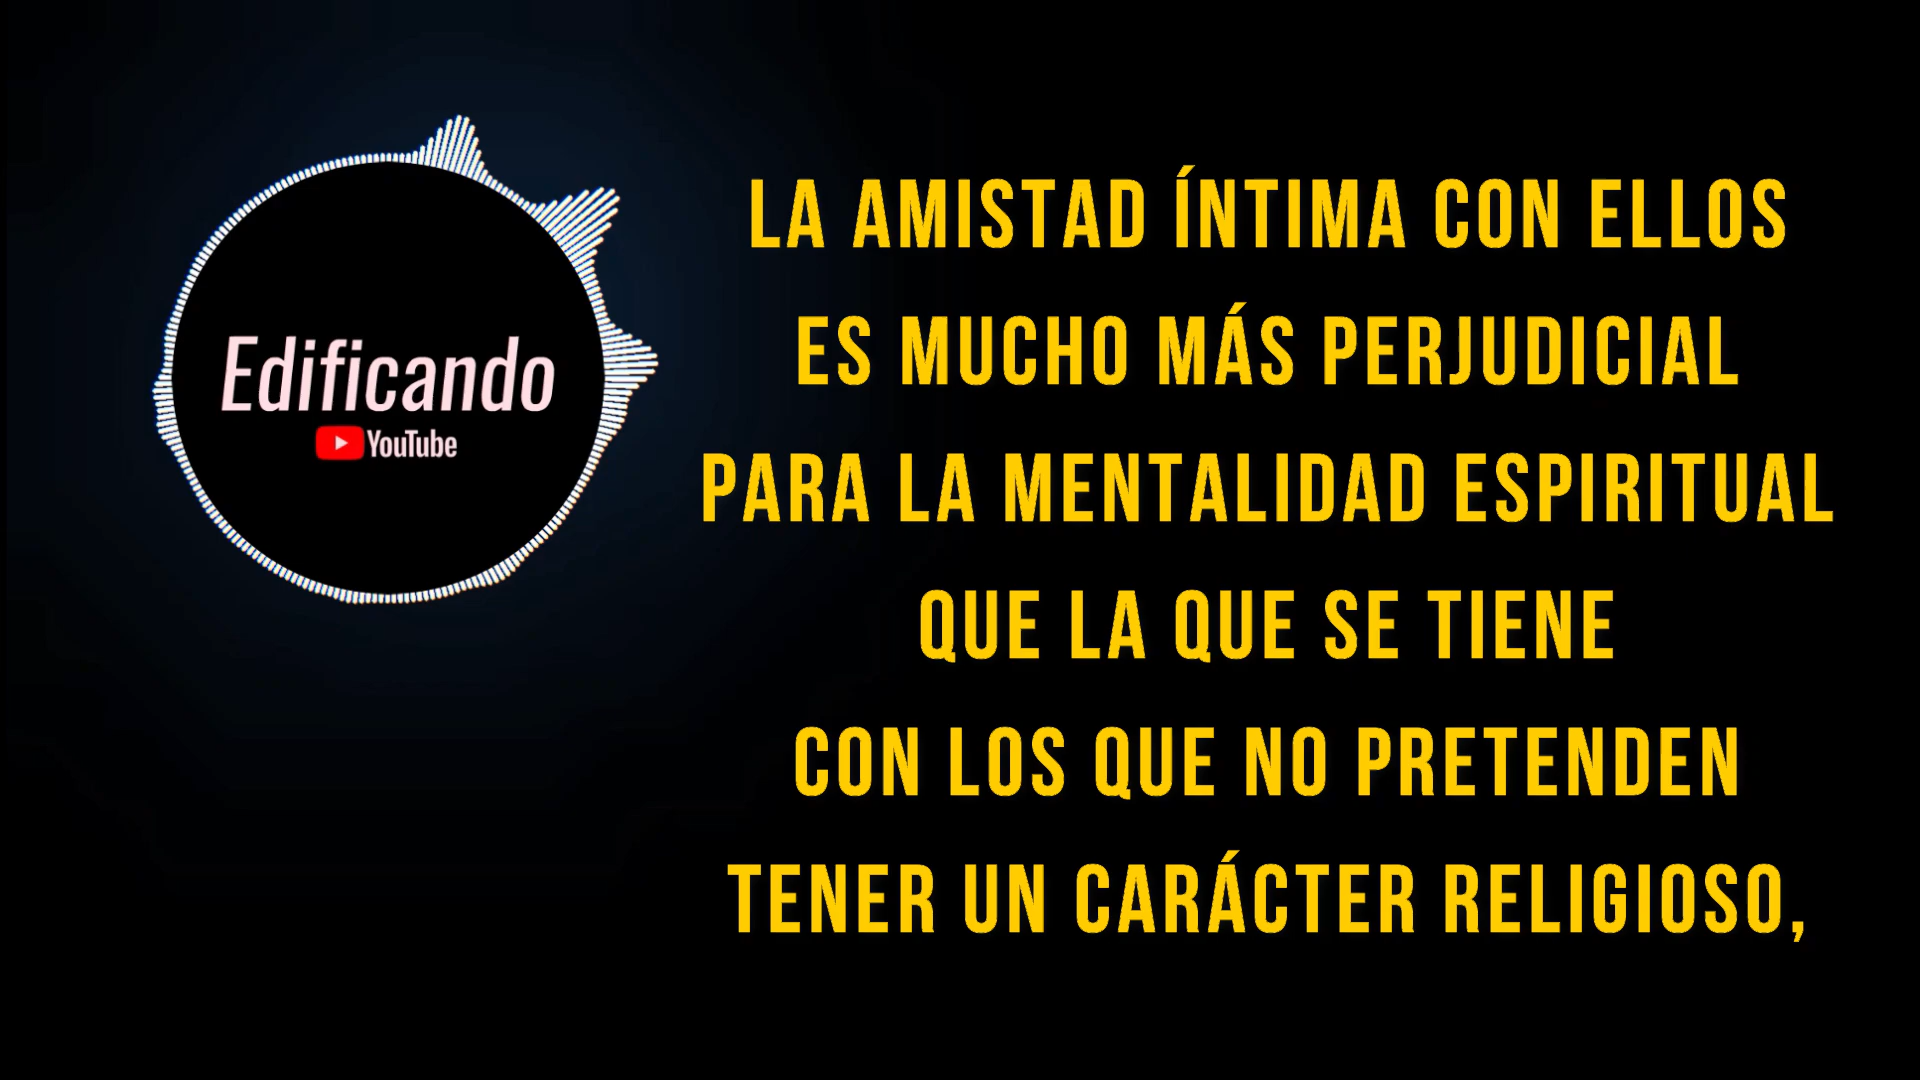 Edificando
YouTube
LA AMISTAD ÍNTIMA CON ELLOS
ES MUCHO MÁS PERJUDICIAL
PARA LA MENTALIDAD ESPIRITUAL
QUE LA QUE SE TIENE
CON LOS QUE NO PRETENDEN
TENER UN CARÁCTER RELIGIOSO,